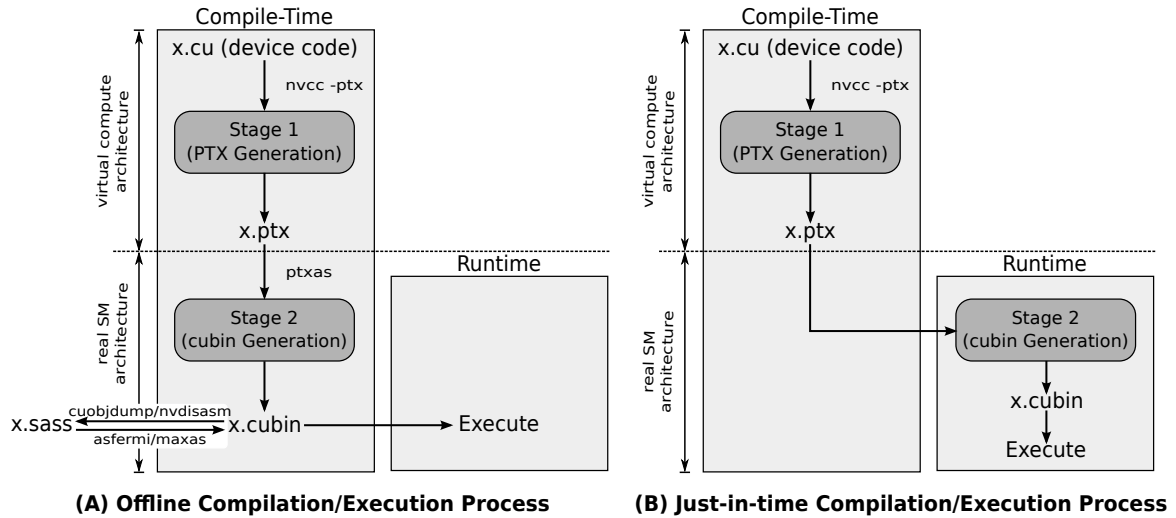 Compile-Time
x.cu (device code)
nvcc -ptx
virtual compute
architecture
Stage 1
(PTX Generation)
x.ptx
ptxas
Runtime
real SM
architecture
Stage 2
(cubin Generation)
cuobjdump/nvdisasm
x.sass
x.cubin
Execute
asfermi/maxas
(A) Offline Compilation/Execution Process
Compile-Time
x.cu (device code)
nvcc -ptx
virtual compute
architecture
Stage 1
(PTX Generation)
x.ptx
Runtime
real SM
architecture
Stage 2
(cubin Generation)
x.cubin
Execute
(B) Just-in-time Compilation/Execution Process